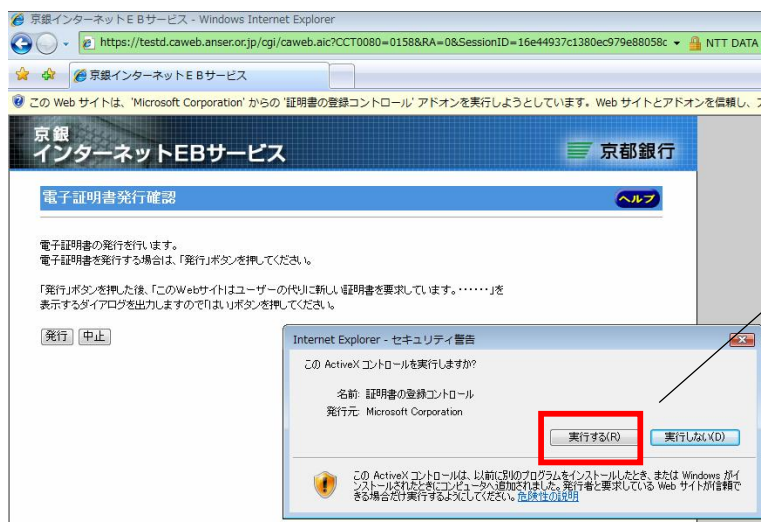 京銀インターネットＥＢサービス - Windows Internet Explorer
https://testd.caweb.anser.or.jp/cgi/caweb.aic?CCT0080=0158&RA=0&SessionID=16e44937c1380ec979e88058c
NTT DATA
京銀インターネットＥＢサービス
この Web サイトは、'Microsoft Corporation' からの '証明書の登録コントロール' アドオンを実行しようとしています。Web サイトとアドオンを信頼し、
京銀
インターネットEBサービス
京都銀行
電子証明書発行確認
ヘルプ
電子証明書の発行を行います。
電子証明書を発行する場合は、「発行」ボタンを押してください。
「発行」ボタンを押した後、「このWebサイトはユーザーの代りに新しい証明書を要求しています。・・・・・・」を
表示するダイアログを出力しますので「はい」ボタンを押してください。
発行 中止
Internet Explorer - セキュリティ警告
この ActiveX コントロールを実行しますか?
名前: 証明書の登録コントロール
発行元: Microsoft Corporation
実行する(R) 実行しない(D)
この ActiveX コントロールは、以前に別のプログラムをインストールしたとき、または Windows がイ
ンストールされたときにコンピュータへ追加されました。発行者と要求している Web サイトが信頼で
きる場合だけ実行するようにしてください。危険性の説明